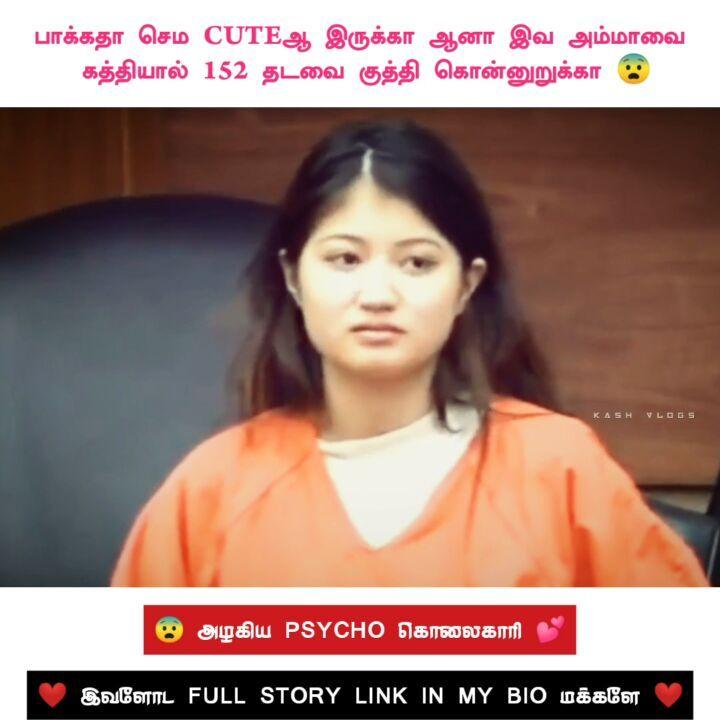 பாக்கதா செம CUTEஆ இருக்கா ஆனா இவ அம்மாவை
கத்தியால் 152 தடவை குத்தி கொன்னுறுக்கா 😨
KASH VLOGS
😨 அழகிய PSYCHO கொலைகாரி 💕
❤️ இவளோட FULL STORY LINK IN MY BIO மக்களே ❤️